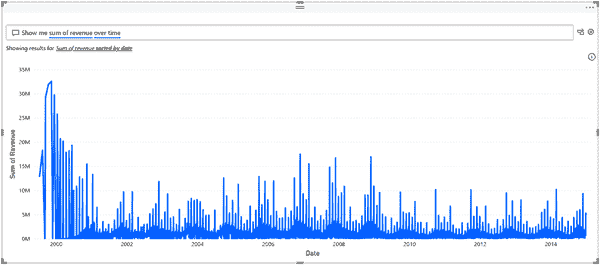 Show me sum of revenue over time
Showing results for Sum of revenue sorted by date
35M
30M
25M
20M
15M
10M
5M
0M
Sum of Revenue
2000 2002 2004 2006 2008 2010 2012 2014
Date